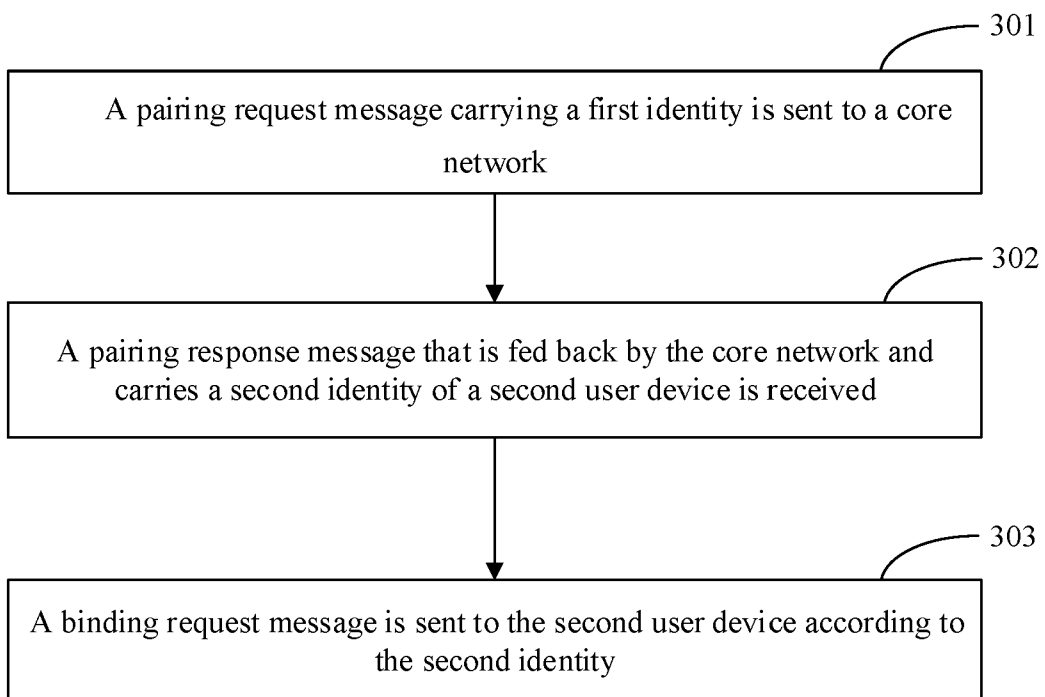 301
A pairing request message carrying a first identity is sent to a core
network
302
A pairing response message that is fed back by the core network and
carries a second identity of a second user device is received
303
A binding request message is sent to the second user device according to
the second identity